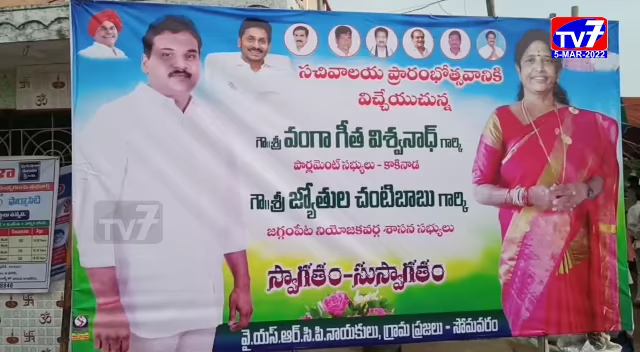 TV7
5-MAR-2022
సచివాలయ ప్రారంభోత్సవానికి
విచ్చేయుచున్న
గౌ॥శ్రీ వంగా గీత విశ్వనాధ్ గార్కి
పార్లమెంట్ సభ్యులు - కాకినాడ
గౌ॥శ్రీ జ్యోతుల చంటిబాబు గార్కి
జగ్గంపేట నియోజకవర్గ శాసన సభ్యులు
స్వాగతం-సుస్వాగతం
వై.యస్.ఆర్.సి.పి.నాయకులు, గ్రామ ప్రజలు - సోమవరం
TV7